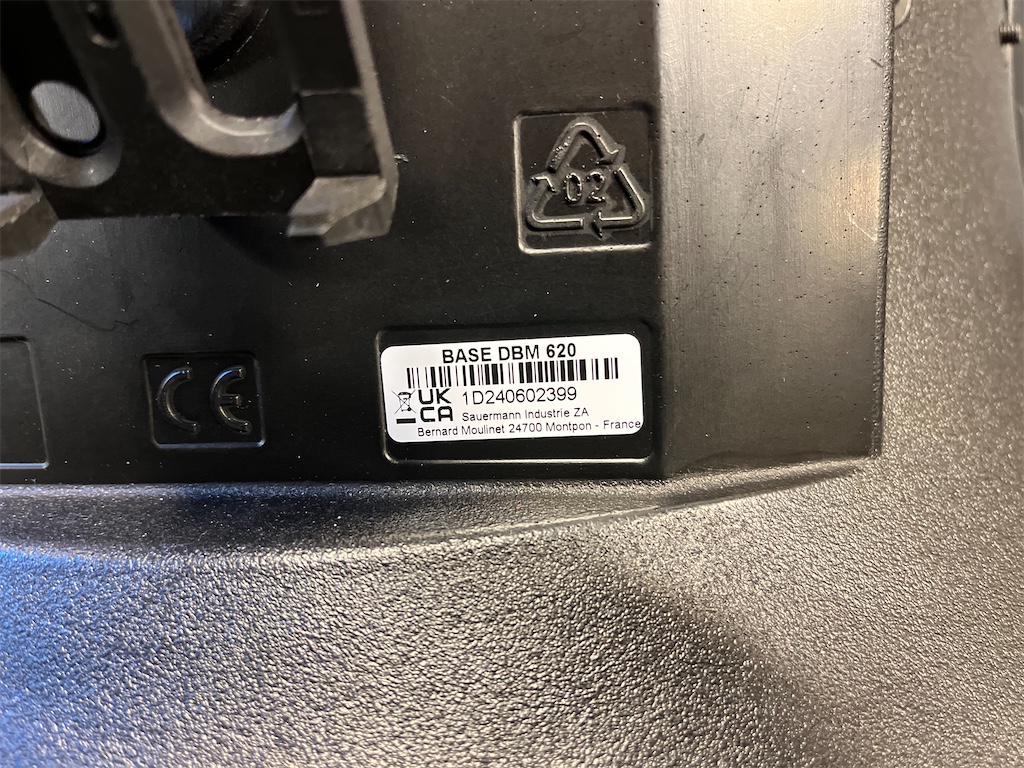 02
BASE DBM 620
UK
CA
1D240602399
Sauermann Industrie ZA
Bernard Moulinet 24700 Montpon - France
CE